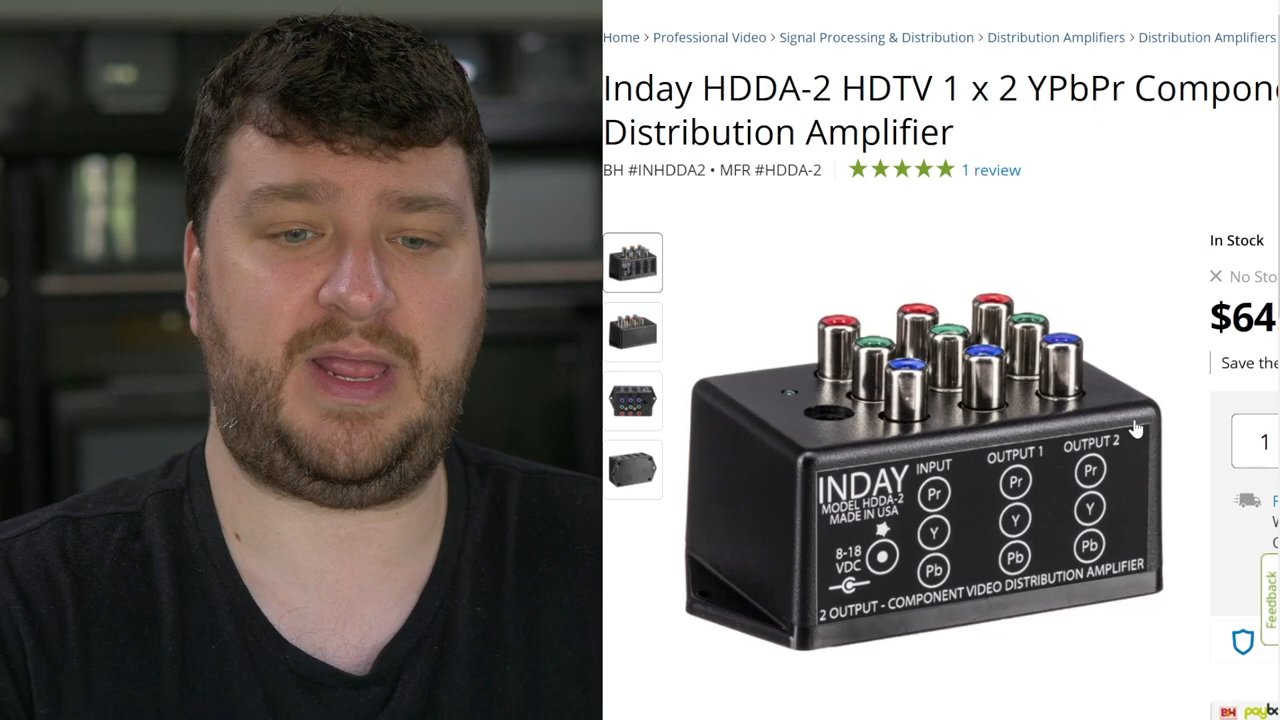 Home > Professional Video > Signal Processing & Distribution > Distribution Amplifiers > Distribution Amplifiers
Inday HDDA-2 HDTV 1 x 2 YPbPr
Distribution Amplifier
BH #INHDDA2 • MFR #HDDA-2
1 review
In Stock
No
$64
Save
1
INDAY
MODEL HDDA-2
MADE IN USA
8-18
VDC
INPUT
Pr
Y
Pb
OUTPUT 1
Pr
Y
Pb
OUTPUT 2
Pr
Y
Pb
2 OUTPUT - COMPONENT VIDEO DISTRIBUTION AMPLIFIER
Feedback
BH